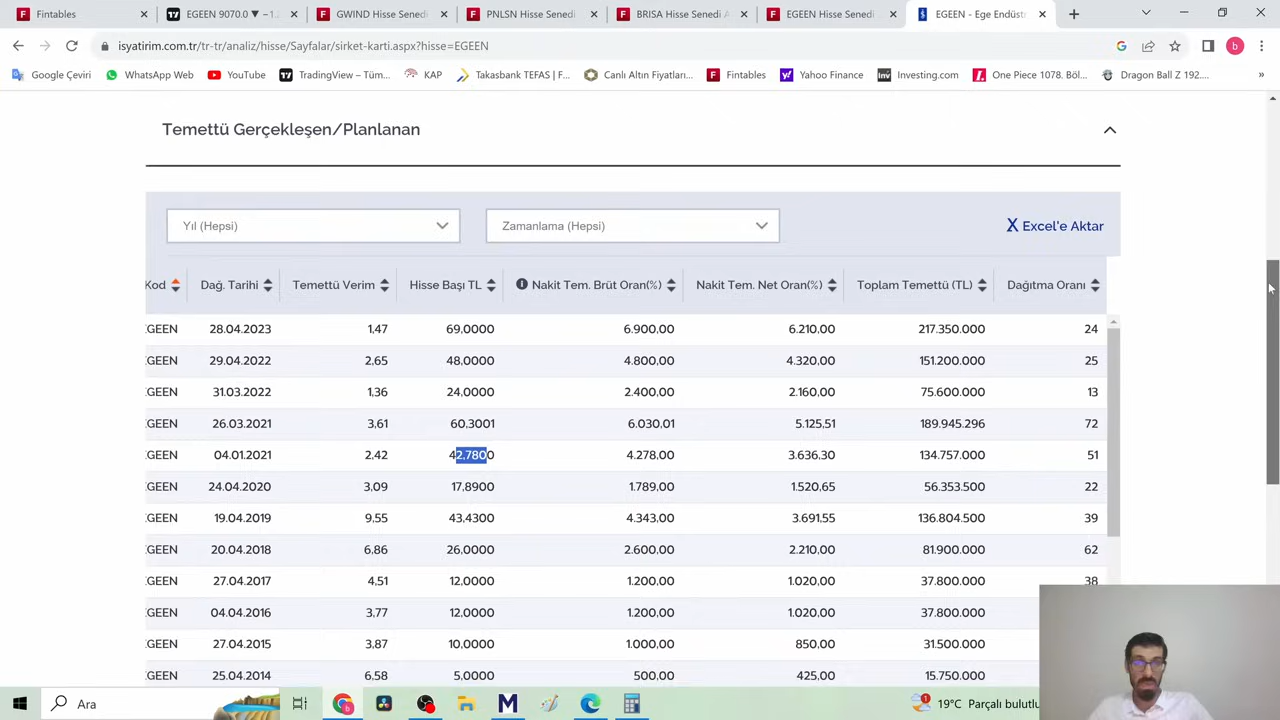 Fintables
EGEEN 9070.0 ▼ −1.
GWIND Hisse Senedi
PNLSN Hisse Senedi
BRISA Hisse Senedi A
EGEEN Hisse Senedi
EGEEN - Ege Endüstr
isyatirim.com.tr/tr-tr/analiz/hisse/Sayfalar/sirket-karti.aspx?hisse=EGEEN
b
Google Çeviri
WhatsApp Web
YouTube
TradingView – Tüm...
KAP
Takasbank TEFAS | F...
Canlı Altın Fiyatları...
Fintables
Yahoo Finance
Investing.com
One Piece 1078. Böl...
Dragon Ball Z 192....
»
Temettü Gerçekleşen/Planlanan
Yıl (Hepsi)
Zamanlama (Hepsi)
X Excel'e Aktar
Kod Dağ. Tarihi Temettü Verim Hisse Başı TL Nakit Tem. Brüt Oran(%) Nakit Tem. Net Oran(%) Toplam Temettü (TL) Dağıtma Oranı
EGEEN 28.04.2023 1,47 69,0000 6.900,00 6.210,00 217.350.000 24
EGEEN 29.04.2022 2,65 48,0000 4.800,00 4.320,00 151.200.000 25
EGEEN 31.03.2022 1,36 24,0000 2.400,00 2.160,00 75.600.000 13
EGEEN 26.03.2021 3,61 60,3001 6.030,01 5.125,51 189.945.296 72
EGEEN 04.01.2021 2,42 42,7800 4.278,00 3.636,30 134.757.000 51
EGEEN 24.04.2020 3,09 17,8900 1.789,00 1.520,65 56.353.500 22
EGEEN 19.04.2019 9,55 43,4300 4.343,00 3.691,55 136.804.500 39
EGEEN 20.04.2018 6,86 26,0000 2.600,00 2.210,00 81.900.000 62
EGEEN 27.04.2017 4,51 12,0000 1.200,00 1.020,00 37.800.000 38
EGEEN 04.04.2016 3,77 12,0000 1.200,00 1.020,00 37.800.000
EGEEN 27.04.2015 3,87 10,0000 1.000,00 850,00 31.500.000
EGEEN 25.04.2014 6,58 5,0000 500,00 425,00 15.750.000
Ara
1
19°C Parçalı bulutlu